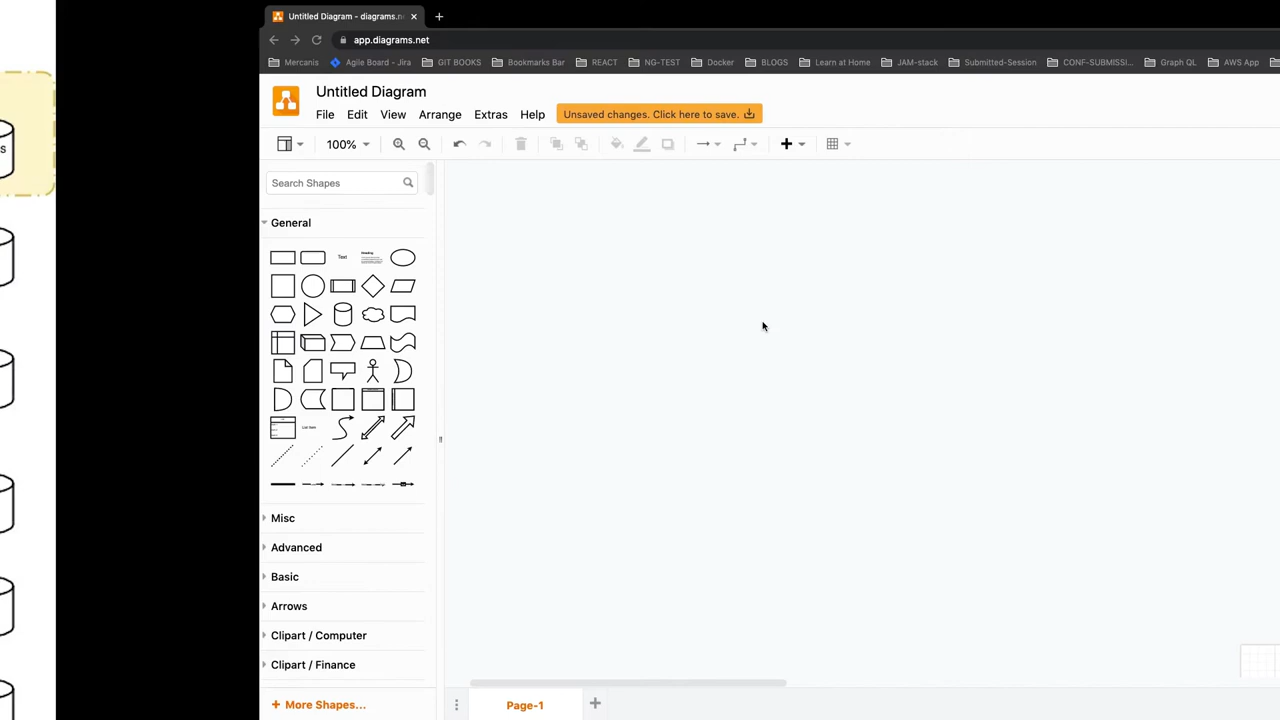 Untitled Diagram - diagrams.n
app.diagrams.net
Mercanis
Agile Board - Jira
GIT BOOKS
Bookmarks Bar
REACT
NG-TEST
Docker
BLOGS
Learn at Home
JAM-stack
Submitted-Session
CONF-SUBMISSI...
Graph QL
AWS App
Untitled Diagram
File
Edit
View
Arrange
Extras
Help
Unsaved changes. Click here to save.
100%
Search Shapes
s
General
Text
Heading
List Item
Misc
Advanced
Basic
Arrows
Clipart / Computer
Clipart / Finance
+ More Shapes...
Page-1